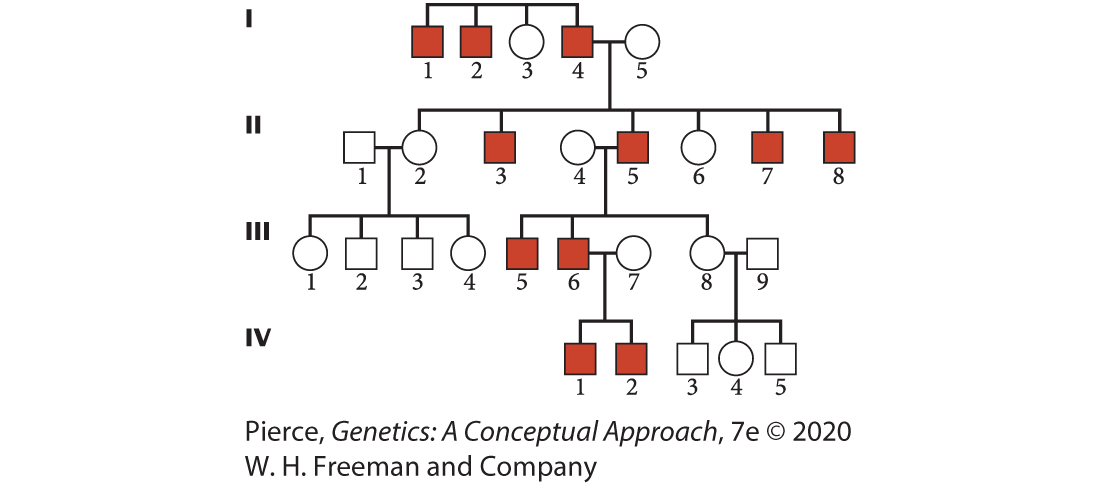 I
1 2 3 4 5
II
1 2 3 4 5 6 7 8
III
1 2 3 4 5 6 7 8 9
IV
1 2 3 4 5
Pierce, Genetics: A Conceptual Approach, 7e © 2020
W. H. Freeman and Company